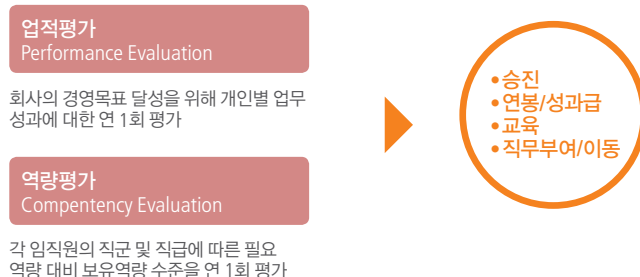 업적평가
Performance Evaluation
회사의 경영목표 달성을 위해 개인별 업무
성과에 대한 연 1회 평가
역량평가
Compentency Evaluation
각 임직원의 직군 및 직급에 따른 필요
역량 대비 보유역량 수준을 연 1회 평가
•승진
•연봉/성과급
•교육
•직무부여/이동